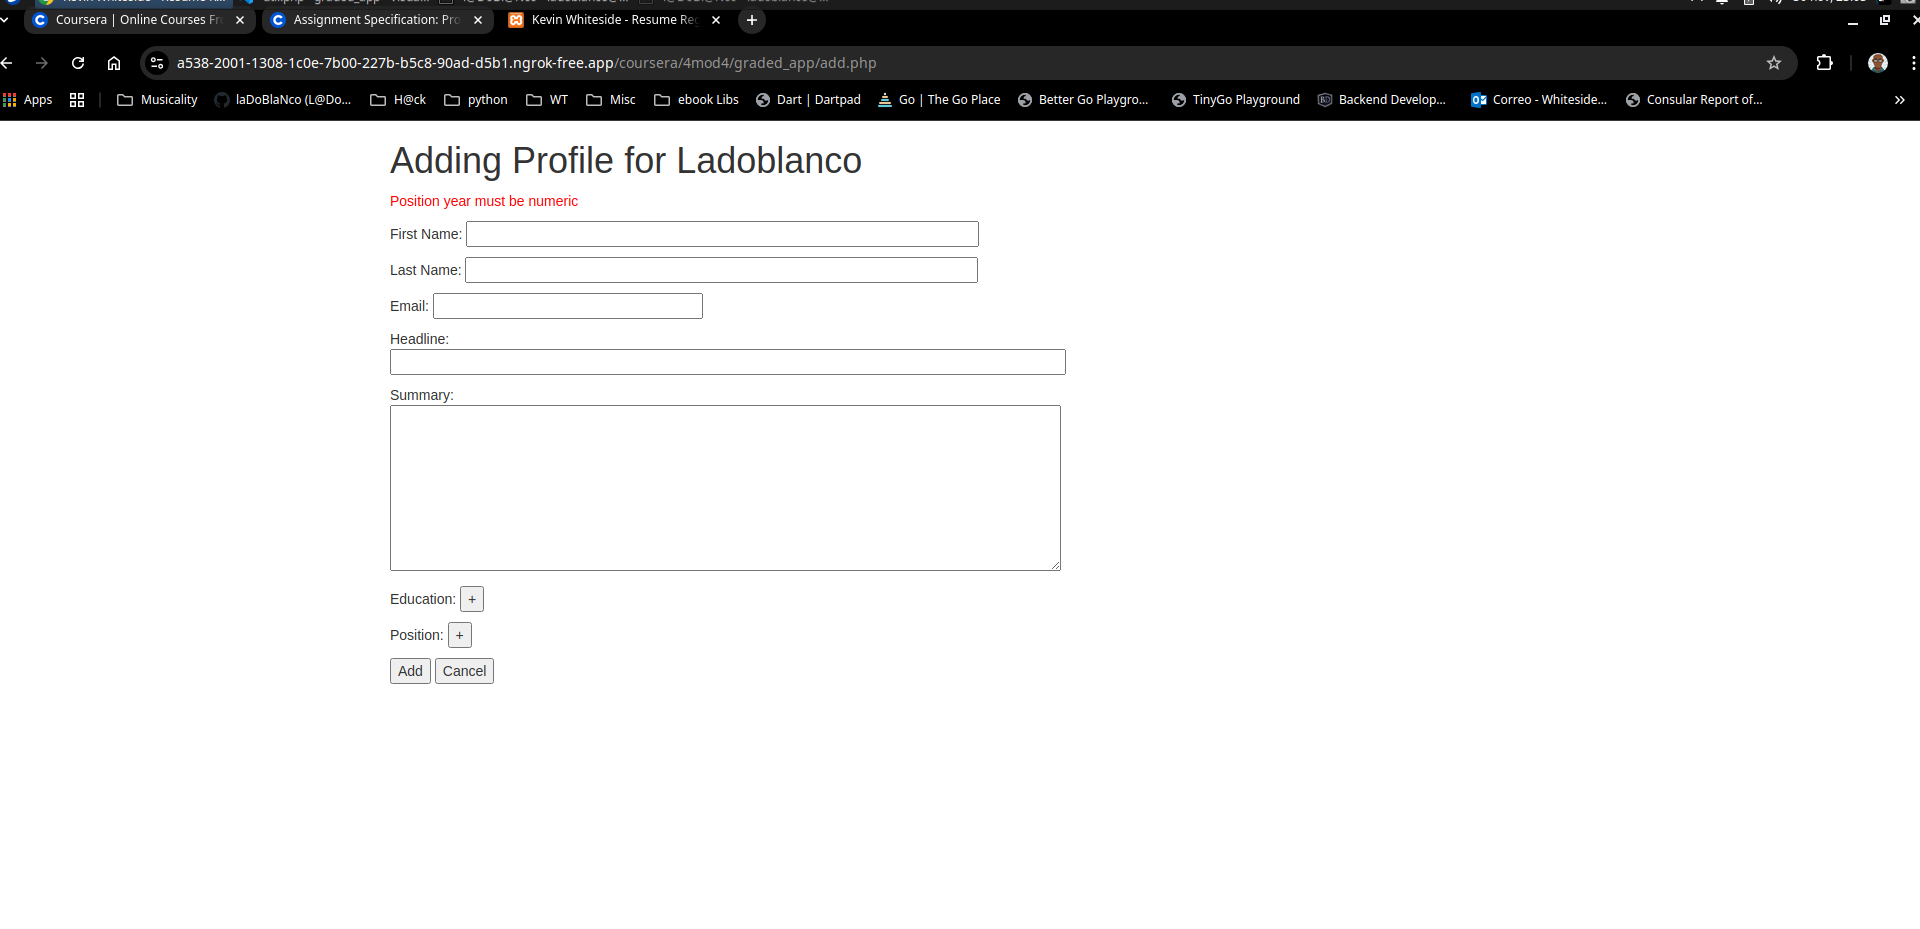 Coursera | Online Courses Fr
Assignment Specification: Pro
Kevin Whiteside - Resume Reg
a538-2001-1308-1c0e-7b00-227b-b5c8-90ad-d5b1.ngrok-free.app/coursera/4mod4/graded_app/add.php
Apps
Musicality
laDoBlaNco (L@Do...
H@ck
python
WT
Misc
ebook Libs
Dart | Dartpad
Go | The Go Place
Better Go Playgro...
TinyGo Playground
Backend Develop...
Correo - Whiteside...
Consular Report of...
Adding Profile for Ladoblanco
Position year must be numeric
First Name:
Last Name:
Email:
Headline:
Summary:
Education: +
Position: +
Add Cancel